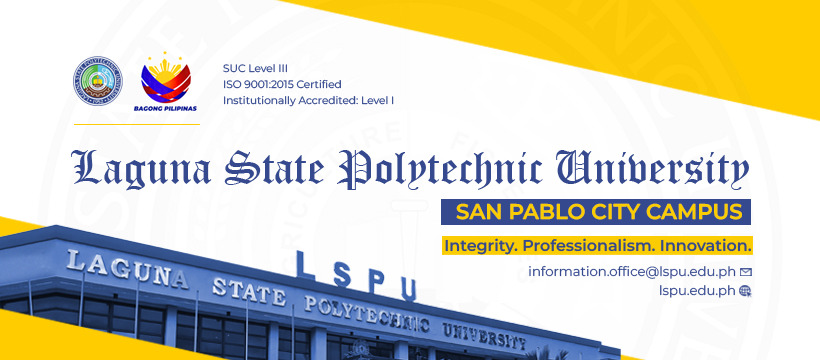 SUC Level III
ISO 9001:2015 Certified
Institutionally Accredited: Level I
BAGONG PILIPINAS
Laguna State Polytechnic University
SAN PABLO CITY CAMPUS
Integrity. Professionalism. Innovation.
information.office@lspu.edu.ph
lspu.edu.ph
LSPU
LAGUNA STATE POLYTECHNIC UNIVERSITY